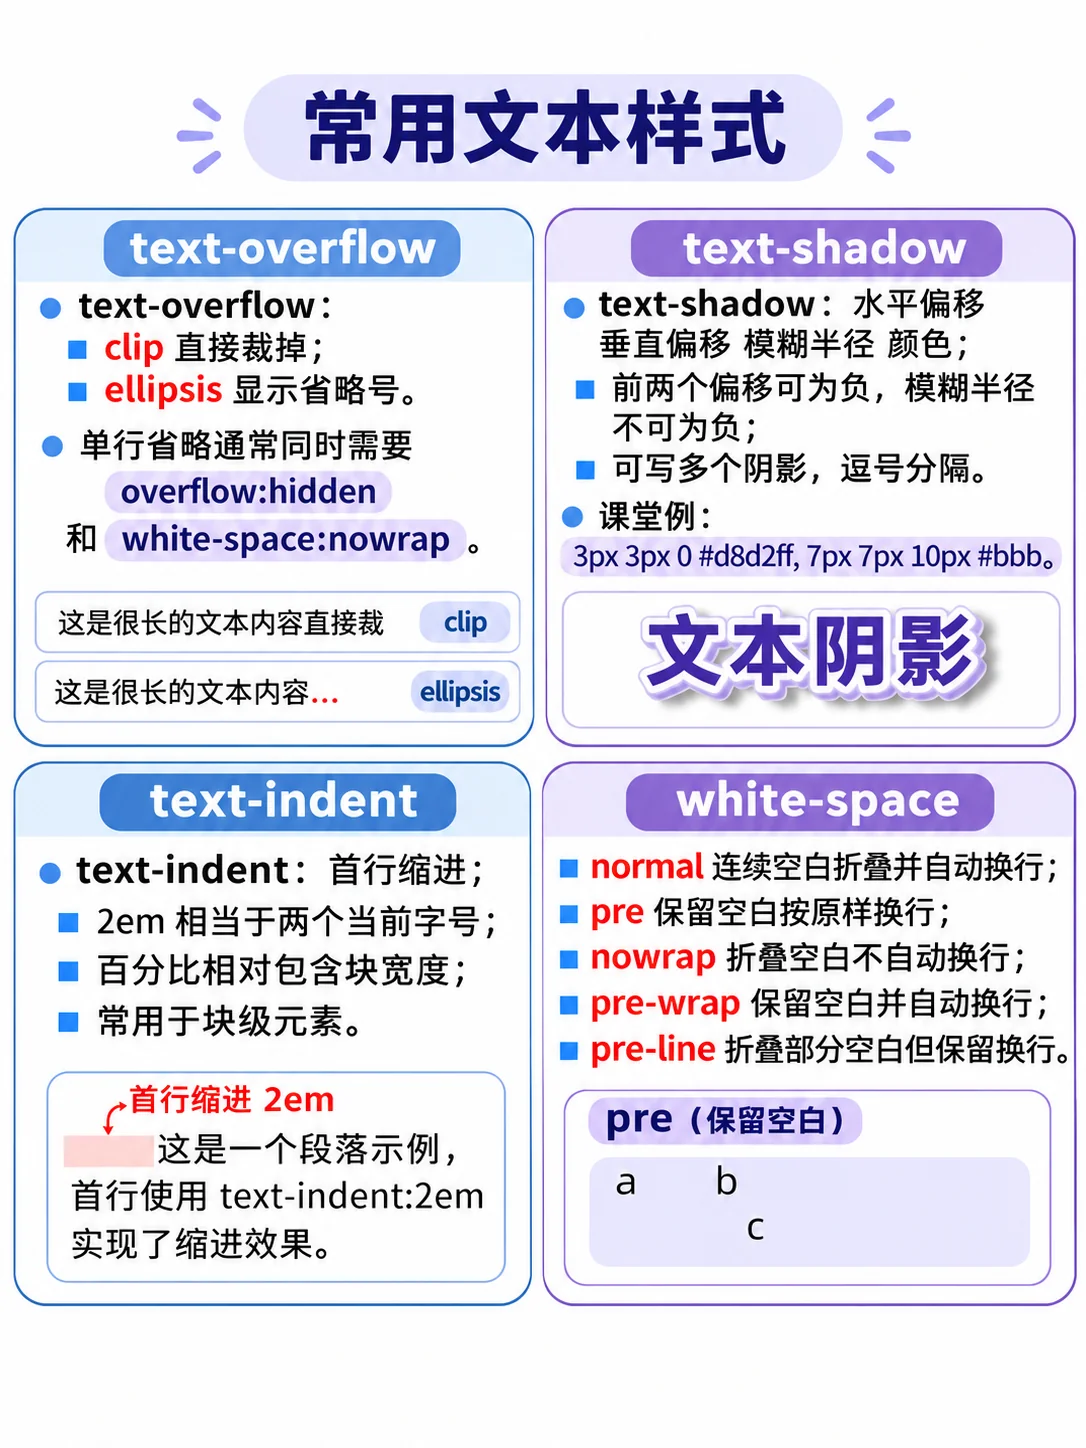 常用文本样式
text-overflow
text-overflow：
clip 直接裁掉；
ellipsis 显示省略号。
单行省略通常同时需要
overflow:hidden
和 white-space:nowrap 。
这是很长的文本内容直接裁 clip
这是很长的文本内容... ellipsis
text-shadow
text-shadow：水平偏移
垂直偏移 模糊半径 颜色；
前两个偏移可为负，模糊半径
不可为负；
可写多个阴影，逗号分隔。
课堂例：
3px 3px 0 #d8d2ff, 7px 7px 10px #bbb。
文本阴影
text-indent
text-indent：首行缩进；
2em 相当于两个当前字号；
百分比相对包含块宽度；
常用于块级元素。
首行缩进 2em
这是一个段落示例，
首行使用 text-indent:2em
实现了缩进效果。
white-space
normal 连续空白折叠并自动换行；
pre 保留空白按原样换行；
nowrap 折叠空白不自动换行；
pre-wrap 保留空白并自动换行；
pre-line 折叠部分空白但保留换行。
pre（保留空白）
a b
c